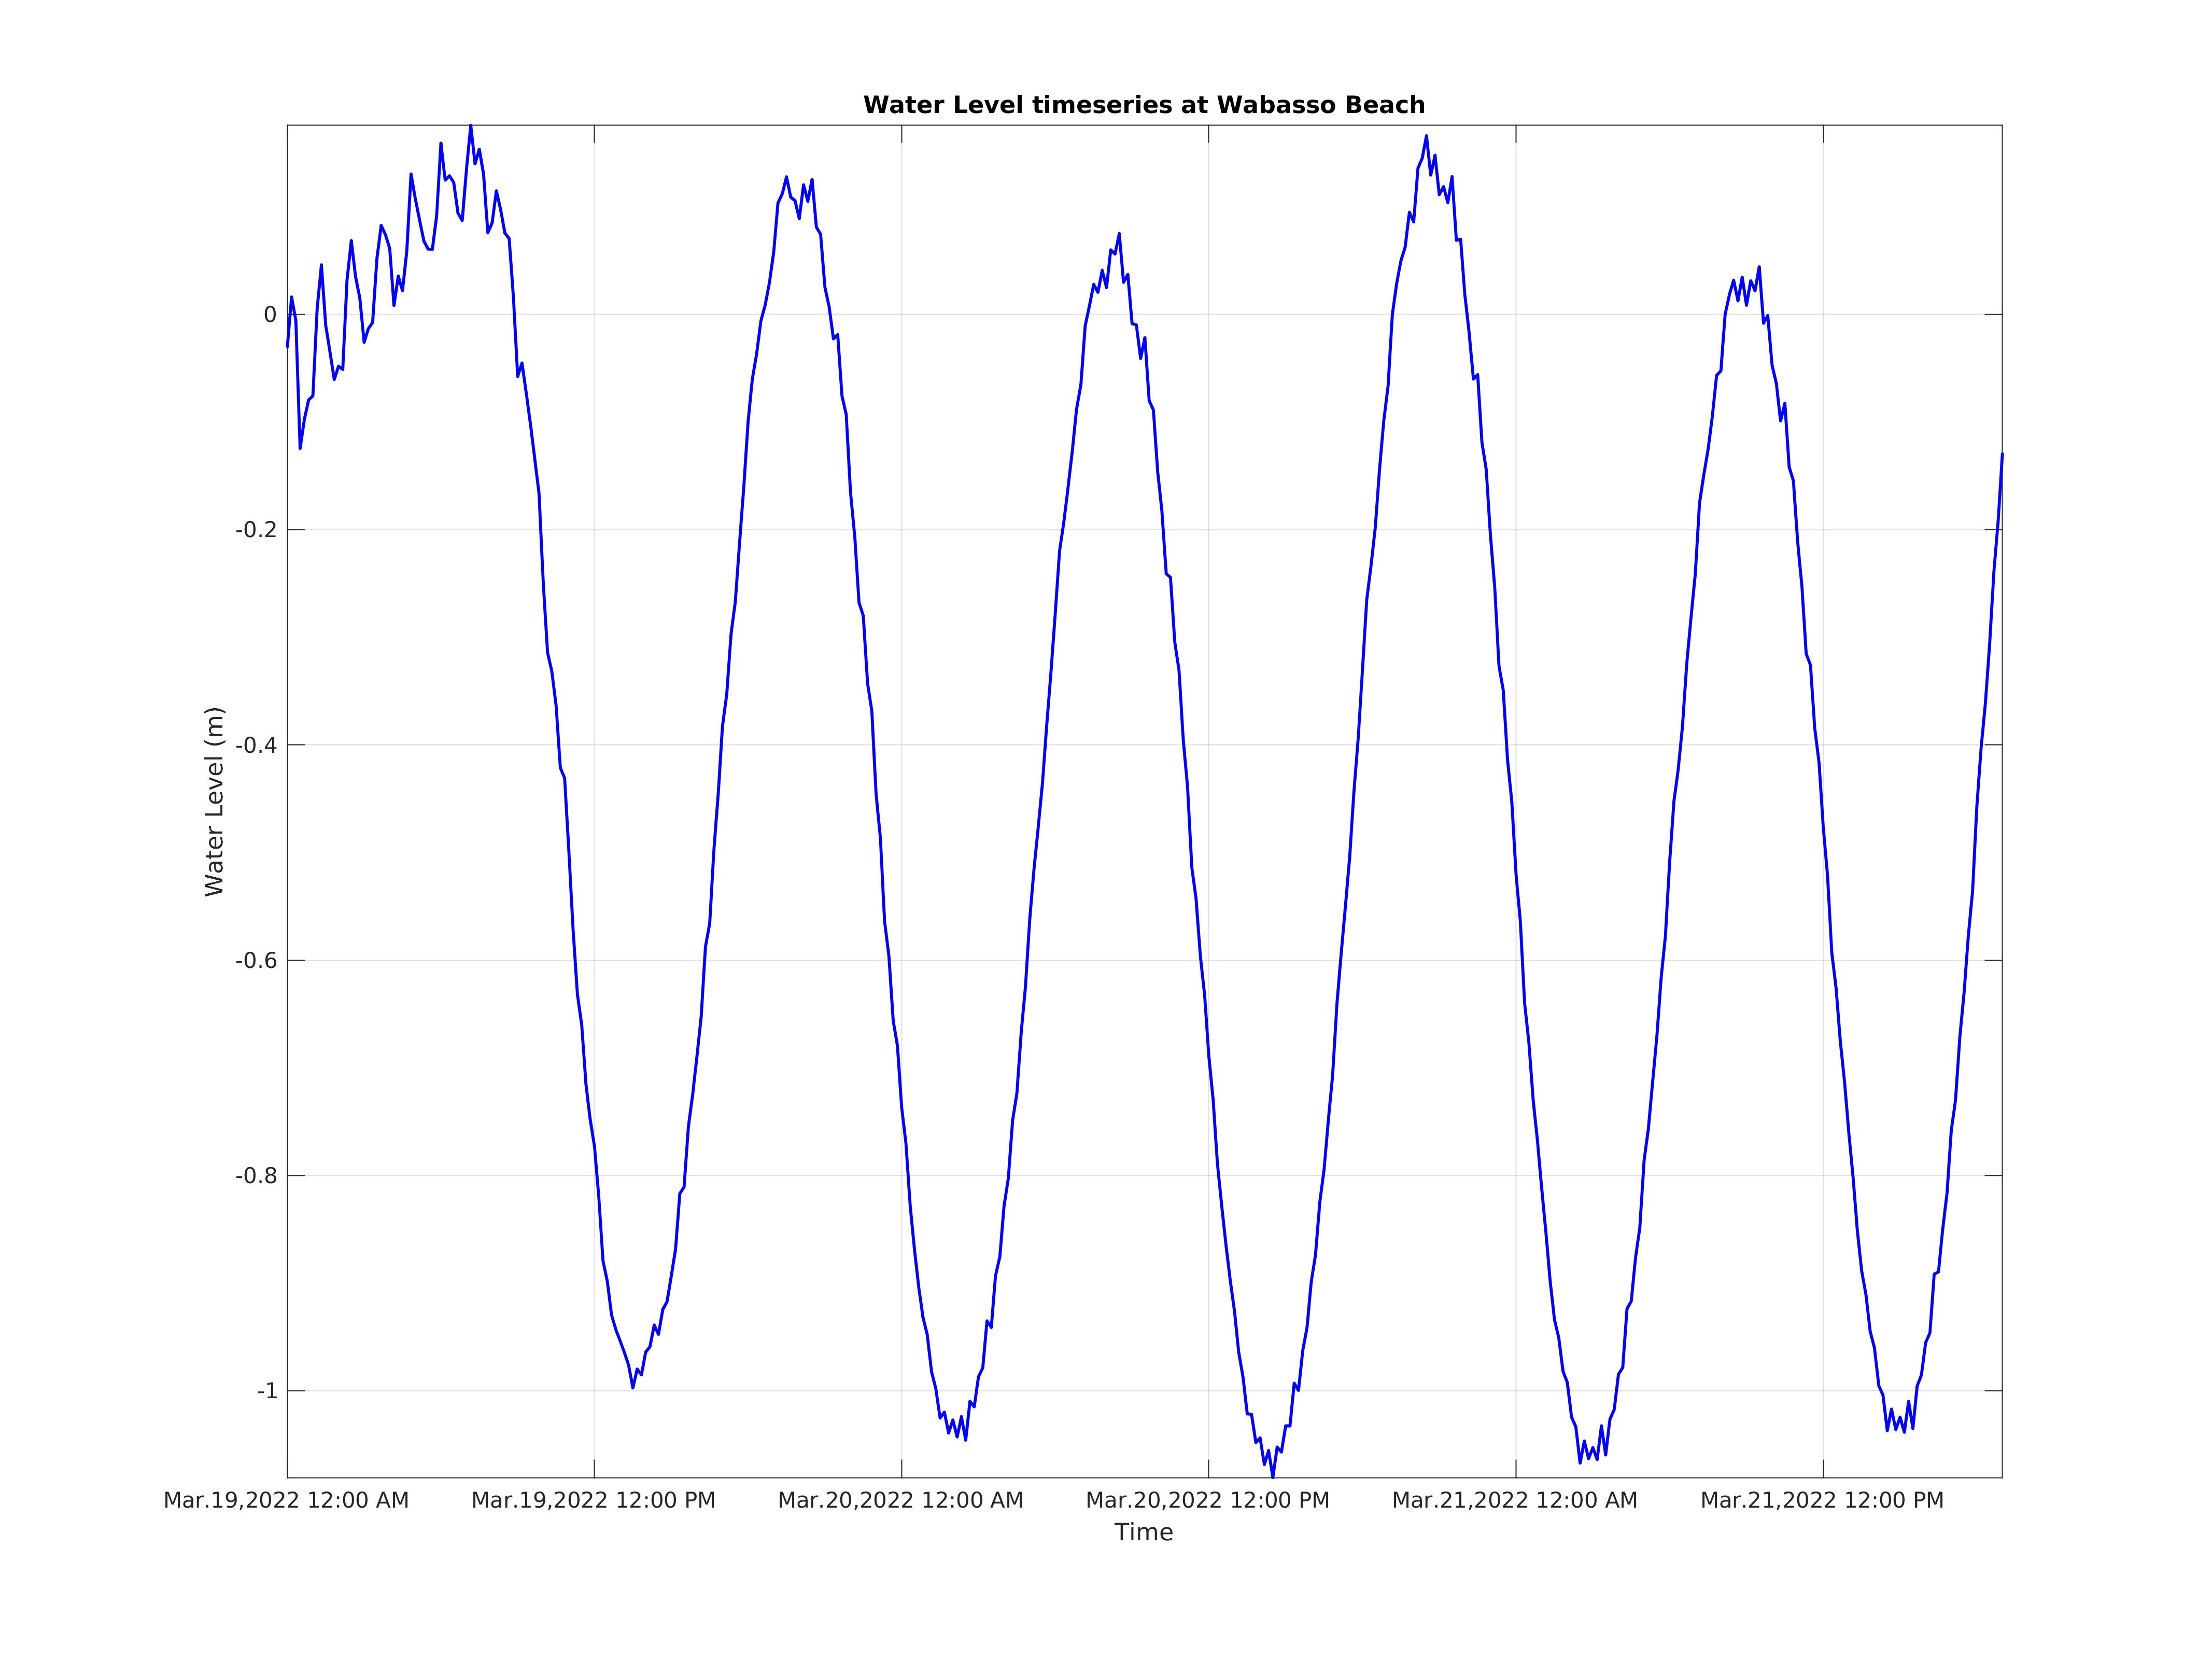 Water Level timeseries at Wabasso Beach
0
-0.2
-0.4
-0.6
-0.8
-1
Water Level (m)
Mar.19,2022 12:00 AM
Mar.19,2022 12:00 PM
Mar.20,2022 12:00 AM
Mar.20,2022 12:00 PM
Mar.21,2022 12:00 AM
Mar.21,2022 12:00 PM
Time